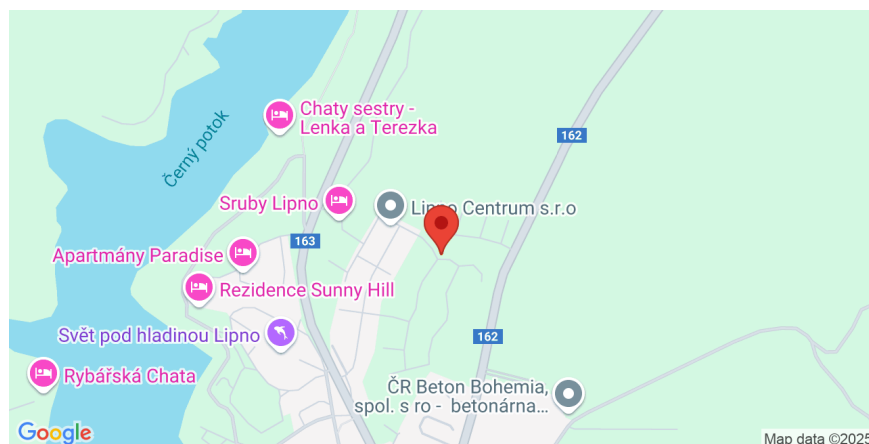 Chaty sestry -
Lenka a Terezka
Černý potok
162
Sruby Lipno
Lipno Centrum s.r.o
163
Apartmány Paradise
Rezidence Sunny Hill
Svět pod hladinou Lipno
162
Rybářská Chata
ČR Beton Bohemia,
spol. s ro - betonárna...
Google
Map data ©2025